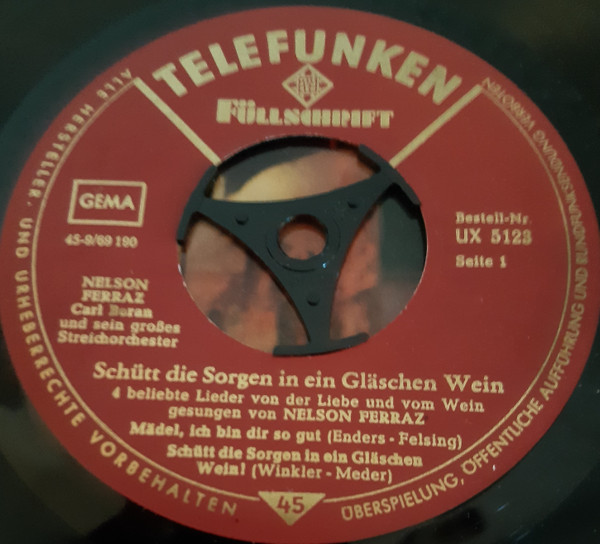 TELEFUNKEN
FÜLLSCHRIFT
GEMA
45-9/69 190
Bestell-Nr.
UX 5123
Seite 1
NELSON
FERRAZ
Carl Boran
und sein großes
Streichorchester
Schütt die Sorgen in ein Gläschen Wein
4 beliebte Lieder von der Liebe und vom Wein
gesungen von NELSON FERRAZ
Mädel, ich bin dir so gut (Enders - Felsing)
Schütt die Sorgen in ein Gläschen
Wein! (Winkler - Meder)
45
ALLE HERSTELLER- UND URHEBERRECHTE VORBEHALTEN
ÜBERSPIELUNG, ÖFFENTLICHE AUFFÜHRUNG UND RUNDFUNKSENDUNG VERBOTEN